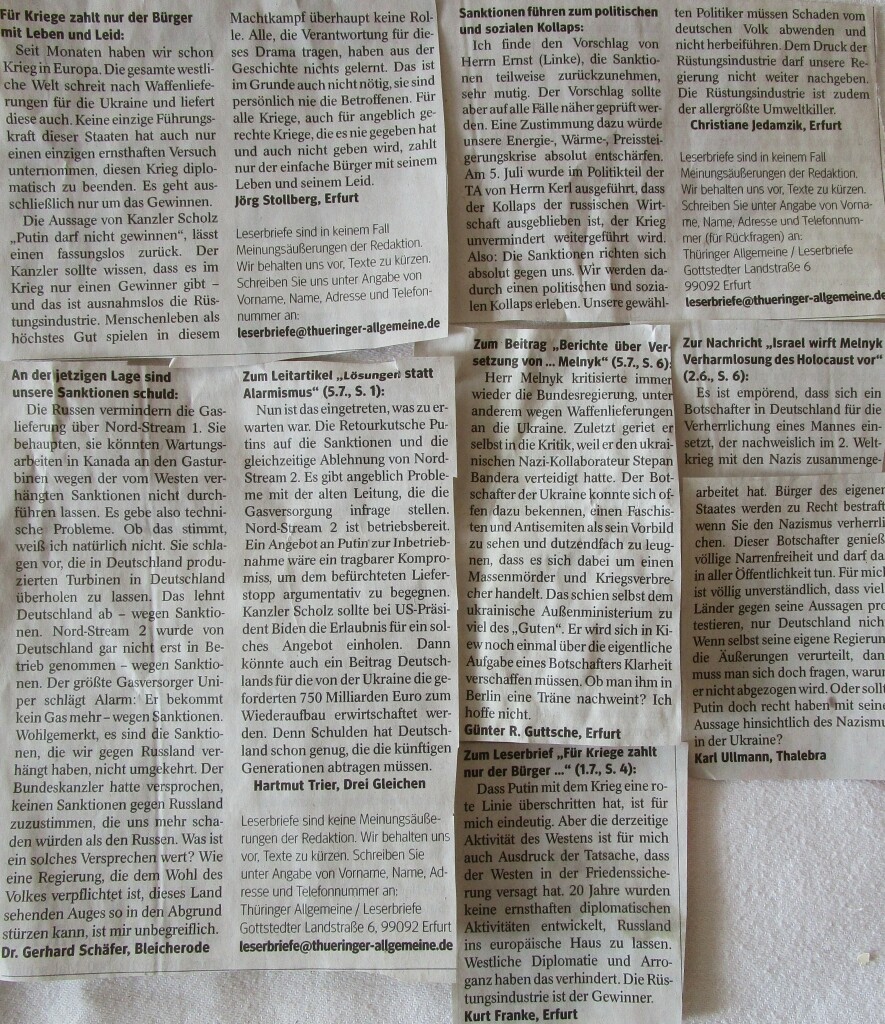 Für Kriege zahlt nur der Bürger
mit Leben und Leid:
Seit Monaten haben wir schon
Krieg in Europa. Die gesamte westli-
che Welt schreit nach Waffenliefe-
rungen für die Ukraine und liefert
diese auch. Keine einzige Führungs-
kraft dieser Staaten hat auch nur
einen einzigen ernsthaften Versuch
unternommen, diesen Krieg diplo-
matisch zu beenden. Es geht aus-
schließlich nur um das Gewinnen.
Die Aussage von Kanzler Scholz
„Putin darf nicht gewinnen“, lässt
einen fassungslos zurück. Der
Kanzler sollte wissen, dass es im
Krieg nur einen Gewinner gibt –
und das ist ausnahmslos die Rüs-
tungsindustrie. Menschenleben als
höchstes Gut spielen in diesem
Machtkampf überhaupt keine Rol-
le. Alle, die Verantwortung für die-
ses Drama tragen, haben aus der
Geschichte nichts gelernt. Das ist
im Grunde auch nicht nötig, sie sind
persönlich nie die Betroffenen. Für
alle Kriege, auch für angeblich ge-
rechte Kriege, die es nie gegeben hat
und auch nicht geben wird, zahlt
nur der einfache Bürger mit seinem
Leben und seinem Leid.
Jörg Stollberg, Erfurt
Leserbriefe sind in keinem Fall
Meinungsäußerungen der Redaktion.
Wir behalten uns vor, Texte zu kürzen.
Schreiben Sie uns unter Angabe von
Vorname, Name, Adresse und Telefon-
nummer an:
leserbriefe@thueringer-allgemeine.de
Sanktionen führen zum politischen
und sozialen Kollaps:
Ich finde den Vorschlag von
Herrn Ernst (Linke), die Sanktio-
nen teilweise zurückzunehmen,
sehr mutig. Der Vorschlag sollte
aber auf alle Fälle näher geprüft wer-
den. Eine Zustimmung dazu würde
unsere Energie-, Wärme-, Preisstei-
gerungskrise absolut entschärfen.
Am 5. Juli wurde im Politikteil der
TA von Herrn Kerl ausgeführt, dass
der Kollaps der russischen Wirt-
schaft ausgeblieben ist, der Krieg
unvermindert weitergeführt wird.
Also: Die Sanktionen richten sich
absolut gegen uns. Wir werden da-
durch einen politischen und sozia-
len Kollaps erleben. Unsere gewähl-
ten Politiker müssen Schaden vom
deutschen Volk abwenden und
nicht herbeiführen. Dem Druck der
Rüstungsindustrie darf unsere Re-
gierung nicht weiter nachgeben.
Die Rüstungsindustrie ist zudem
der allergrößte Umweltkiller.
Christiane Jedamzik, Erfurt
Leserbriefe sind in keinem Fall
Meinungsäußerungen der Redaktion.
Wir behalten uns vor, Texte zu kürzen.
Schreiben Sie unter Angabe von Vorna-
me, Name, Adresse und Telefonnum-
mer (für Rückfragen) an:
Thüringer Allgemeine / Leserbriefe
Gottstedter Landstraße 6
99092 Erfurt
leserbriefe@thueringer-allgemeine.de
An der jetzigen Lage sind
unsere Sanktionen schuld:
Die Russen vermindern die Gas-
lieferung über Nord-Stream 1. Sie
behaupten, sie könnten Wartungs-
arbeiten in Kanada an den Gastur-
binen wegen der vom Westen ver-
hängten Sanktionen nicht durch-
führen lassen. Es gebe also techni-
sche Probleme. Ob das stimmt,
weiß ich natürlich nicht. Sie schla-
gen vor, die in Deutschland produ-
zierten Turbinen in Deutschland
überholen zu lassen. Das lehnt
Deutschland ab – wegen Sanktio-
nen. Nord-Stream 2 wurde von
Deutschland gar nicht erst in Be-
trieb genommen – wegen Sanktio-
nen. Der größte Gasversorger Uni-
per schlägt Alarm: Er bekommt
kein Gas mehr – wegen Sanktionen.
Wohlgemerkt, es sind die Sanktio-
nen, die wir gegen Russland ver-
hängt haben, nicht umgekehrt. Der
Bundeskanzler hatte versprochen,
keinen Sanktionen gegen Russland
zuzustimmen, die uns mehr scha-
den würden als den Russen. Was ist
ein solches Versprechen wert? Wie
eine Regierung, die dem Wohl des
Volkes verpflichtet ist, dieses Land
sehenden Auges so in den Abgrund
stürzen kann, ist mir unbegreiflich.
Dr. Gerhard Schäfer, Bleicherode
Zum Leitartikel „Lösungen statt
Alarmismus“ (5.7., S. 1):
Nun ist das eingetreten, was zu er-
warten war. Die Retourkutsche Pu-
tins auf die Sanktionen und die
gleichzeitige Ablehnung von Nord-
Stream 2. Es gibt angeblich Proble-
me mit der alten Leitung, die die
Gasversorgung infrage stellen.
Nord-Stream 2 ist betriebsbereit.
Ein Angebot an Putin zur Inbetrieb-
nahme wäre ein tragbarer Kompro-
miss, um dem befürchteten Liefer-
stopp argumentativ zu begegnen.
Kanzler Scholz sollte bei US-Präsi-
dent Biden die Erlaubnis für ein sol-
ches Angebot einholen. Dann
könnte auch ein Beitrag Deutsch-
lands für die von der Ukraine die ge-
forderten 750 Milliarden Euro zum
Wiederaufbau erwirtschaftet wer-
den. Denn Schulden hat Deutsch-
land schon genug, die die künftigen
Generationen abtragen müssen.
Hartmut Trier, Drei Gleichen
Leserbriefe sind keine Meinungsäuße-
rungen der Redaktion. Wir behalten uns
vor, Texte zu kürzen. Schreiben Sie
unter Angabe von Vorname, Name, Ad-
resse und Telefonnummer an:
Thüringer Allgemeine / Leserbriefe
Gottstedter Landstraße 6, 99092 Erfurt
leserbriefe@thueringer-allgemeine.de
Zum Beitrag „Berichte über Ver-
setzung von ... Melnyk“ (5.7., S. 6):
Herr Melnyk kritisierte immer
wieder die Bundesregierung, unter
anderem wegen Waffenlieferungen
an die Ukraine. Zuletzt geriet er
selbst in die Kritik, weil er den ukrai-
nischen Nazi-Kollaborateur Stepan
Bandera verteidigt hatte. Der Bot-
schafter der Ukraine konnte sich of-
fen dazu bekennen, einen Faschis-
ten und Antisemiten als sein Vorbild
zu sehen und dutzendfach zu leug-
nen, dass es sich dabei um einen
Massenmörder und Kriegsverbre-
cher handelt. Das schien selbst dem
ukrainische Außenministerium zu
viel des „Guten“. Er wird sich in Ki-
ew noch einmal über die eigentliche
Aufgabe eines Botschafters Klarheit
verschaffen müssen. Ob man ihm in
Berlin eine Träne nachweint? Ich
hoffe nicht.
Günter R. Guttsche, Erfurt
Zum Leserbrief „Für Kriege zahlt
nur der Bürger ...“ (1.7., S. 4):
Dass Putin mit dem Krieg eine ro-
te Linie überschritten hat, ist für
mich eindeutig. Aber die derzeitige
Aktivität des Westens ist für mich
auch Ausdruck der Tatsache, dass
der Westen in der Friedenssiche-
rung versagt hat. 20 Jahre wurden
keine ernsthaften diplomatischen
Aktivitäten entwickelt, Russland
ins europäische Haus zu lassen.
Westliche Diplomatie und Arro-
ganz haben das verhindert. Die Rüs-
tungsindustrie ist der Gewinner.
Kurt Franke, Erfurt
Zur Nachricht „Israel wirft Melnyk
Verharmlosung des Holocaust vor“
(2.6., S. 6):
Es ist empörend, dass sich ein
Botschafter in Deutschland für die
Verherrlichung eines Mannes ein-
setzt, der nachweislich im 2. Welt-
krieg mit den Nazis zusammenge-
arbeitet hat. Bürger des eigenen
Staates werden zu Recht bestraft
wenn Sie den Nazismus verherrli
chen. Dieser Botschafter genieß
völlige Narrenfreiheit und darf da
in aller Öffentlichkeit tun. Für mich
ist völlig unverständlich, dass viel
Länder gegen seine Aussagen pro
testieren, nur Deutschland nich
Wenn selbst seine eigene Regierun
die Äußerungen verurteilt, dan
muss man sich doch fragen, waru
er nicht abgezogen wird. Oder soll
Putin doch recht haben mit seine
Aussage hinsichtlich des Nazismu
in der Ukraine?
Karl Ullmann, Thalebra